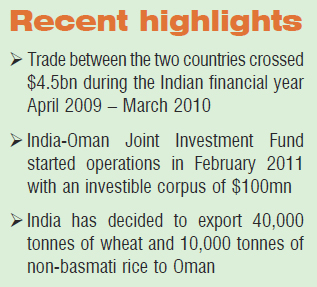 Recent highlights
➢ Trade between the two countries crossed
$4.5bn during the Indian financial year
April 2009 – March 2010
➢ India-Oman Joint Investment Fund
started operations in February 2011
with an investible corpus of $100mn
➢ India has decided to export 40,000
tonnes of wheat and 10,000 tonnes of
non-basmati rice to Oman